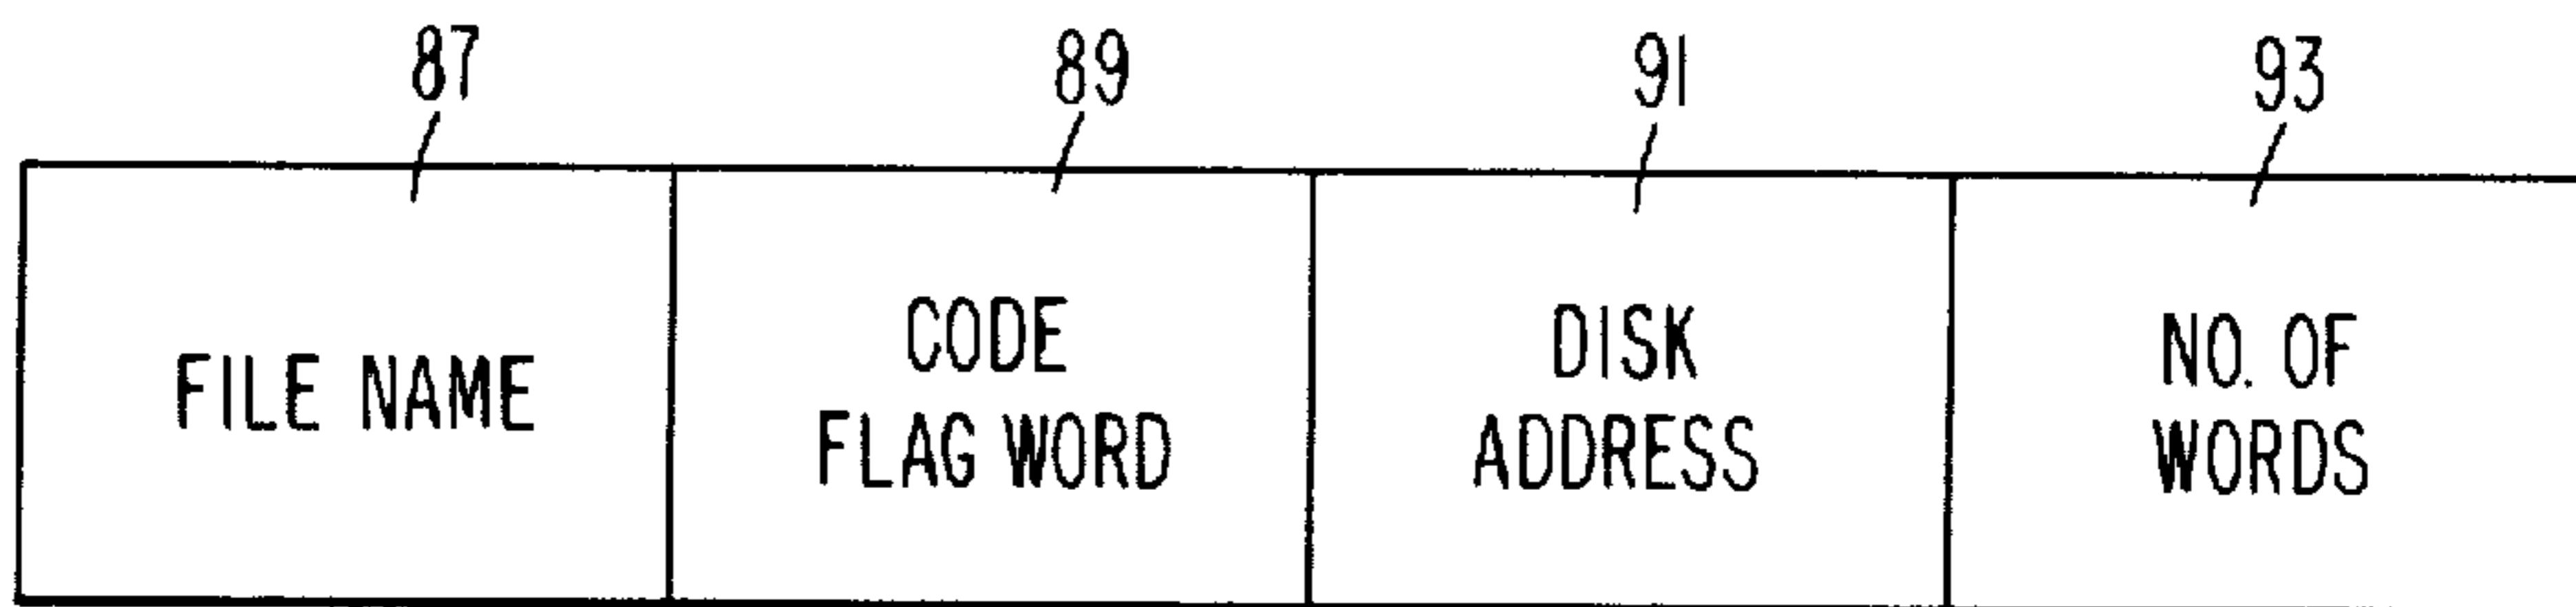 87 89 91 93
FILE NAME
CODE
FLAG WORD
DISK
ADDRESS
NO. OF
WORDS